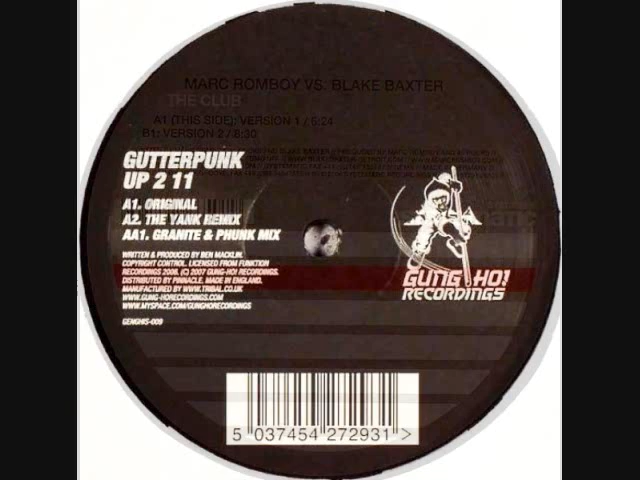 MARC ROMBOY VS. BLAKE BAXTER
THE CLUB
A1 (THIS SIDE): VERSION 1 / 6:24
B1: VERSION 2 / 8:30
GUTTERPUNK
UP 2 11
A1. ORIGINAL
A2. THE YANK REMIX
AA1. GRANITE & PHUNK MIX
WRITTEN & PRODUCED BY BEN MACKLIN.
COPYRIGHT CONTROL. LICENSED FROM FUNKTION
RECORDINGS 2006. (C) 2007 GUNG-HO! RECORDINGS.
DISTRIBUTED BY PINNACLE. MADE IN ENGLAND.
MANUFACTURED BY WWW.TRIBAL.CO.UK
WWW.GUNG-HORECORDINGS.COM
WWW.MYSPACE.COM/GUNGHORECORDINGS
GENGHIS-009
GUNG HO!
RECORDINGS
5 037454 272931 >